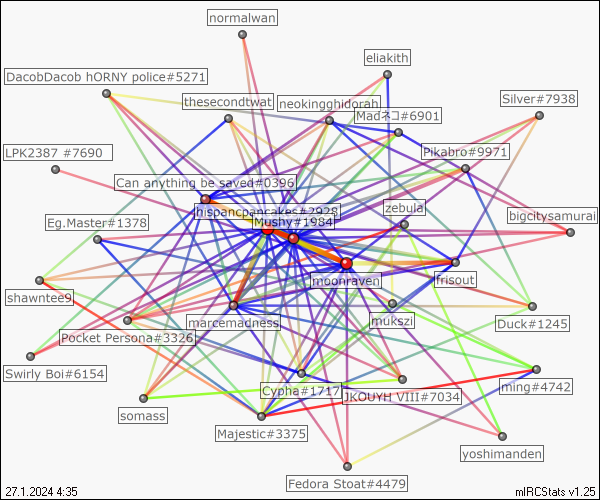 normalwan
eliakith
DacobDacob hORNY police#5271
thesecondtwat
neokingghidorah
Silver#7938
Madネコ#6901
LPK2387 #7690
Pikabro#9971
Can anything be saved#0396
hispancpancakes#2928
zebula
bigcitysamurai
Eg.Master#1378
Mushy#1984
moonraven
frisout
shawntee9
marcemadness
mukszi
Duck#1245
Pocket Persona#3326
Swirly Boi#6154
Cypha#1717
JKOUYH VIII#7034
ming#4742
somass
Majestic#3375
yoshimanden
Fedora Stoat#4479
27.1.2024 4:35
mIRCStats v1.25